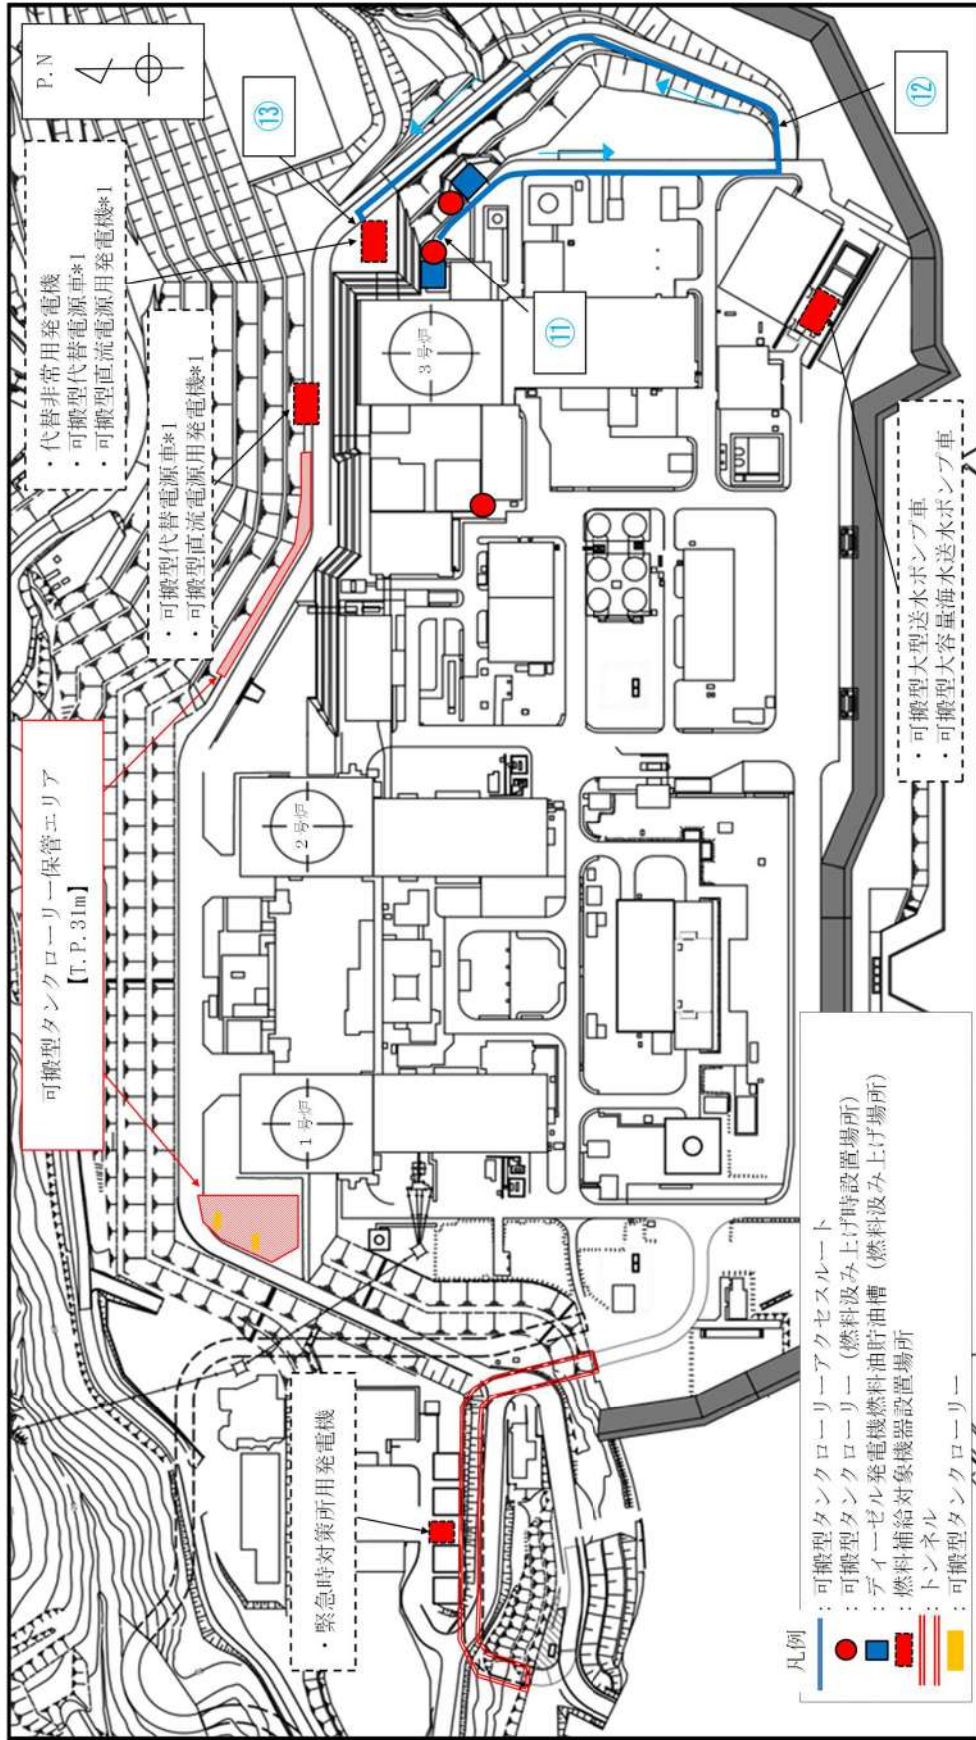 P.N
・代替非常用発電機
・可搬型代替電源車*1
・可搬型直流電源用発電機*1
⑬
・可搬型代替電源車*1
・可搬型直流電源用発電機*1
可搬型タンクローリー保管エリア
【T.P.31m】
3号炉
⑪
⑫
2号炉
1号炉
・緊急時対策所用発電機
・可搬型大型送水ポンプ車
・可搬型大容量海水送水ポンプ車
凡例
：可搬型タンクローリーアクセスルート
：可搬型タンクローリー（燃料汲み上げ時設置場所）
：ディーゼル発電機燃料油貯油槽（燃料汲み上げ場所）
：燃料補給対象機器設置場所
：トンネル
：可搬型タンクローリー